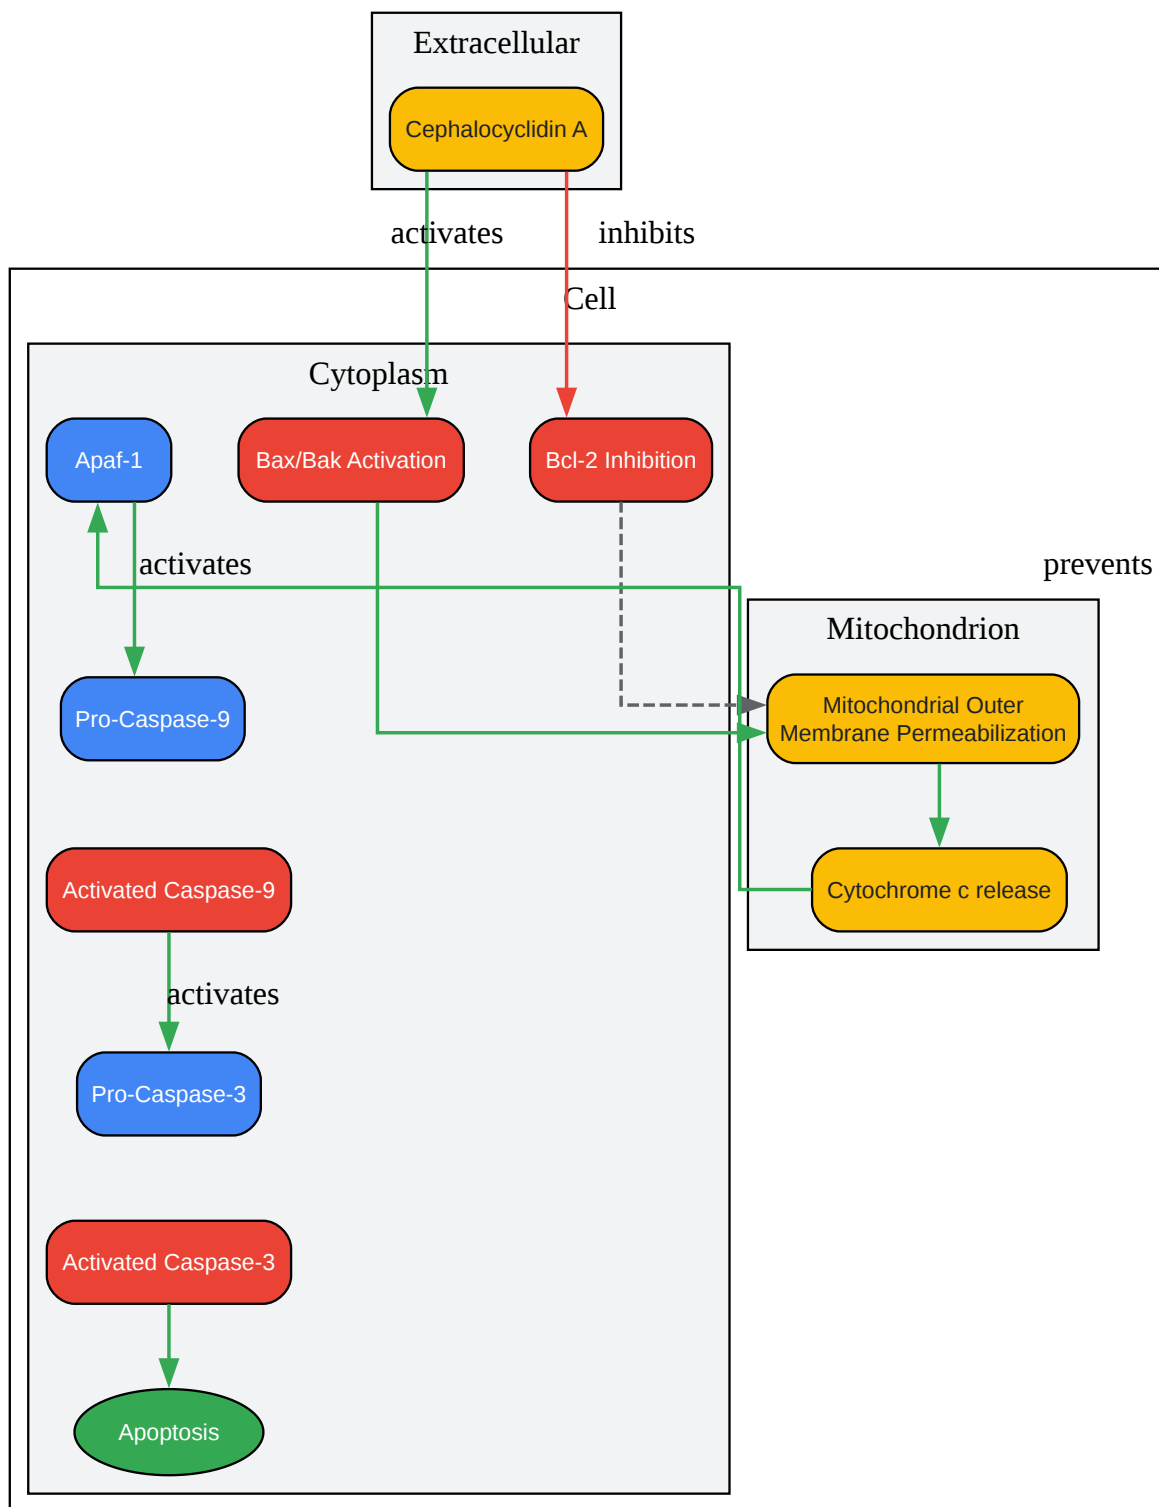 Extracellular
Cephalocyclidin A
activates
inhibits
Cell
Cytoplasm
Apaf-1
Bax/Bak Activation
Bcl-2 Inhibition
activates
prevents
Mitochondrion
Pro-Caspase-9
Mitochondrial Outer
Membrane Permeabilization
Activated Caspase-9
Cytochrome c release
activates
Pro-Caspase-3
Activated Caspase-3
Apoptosis